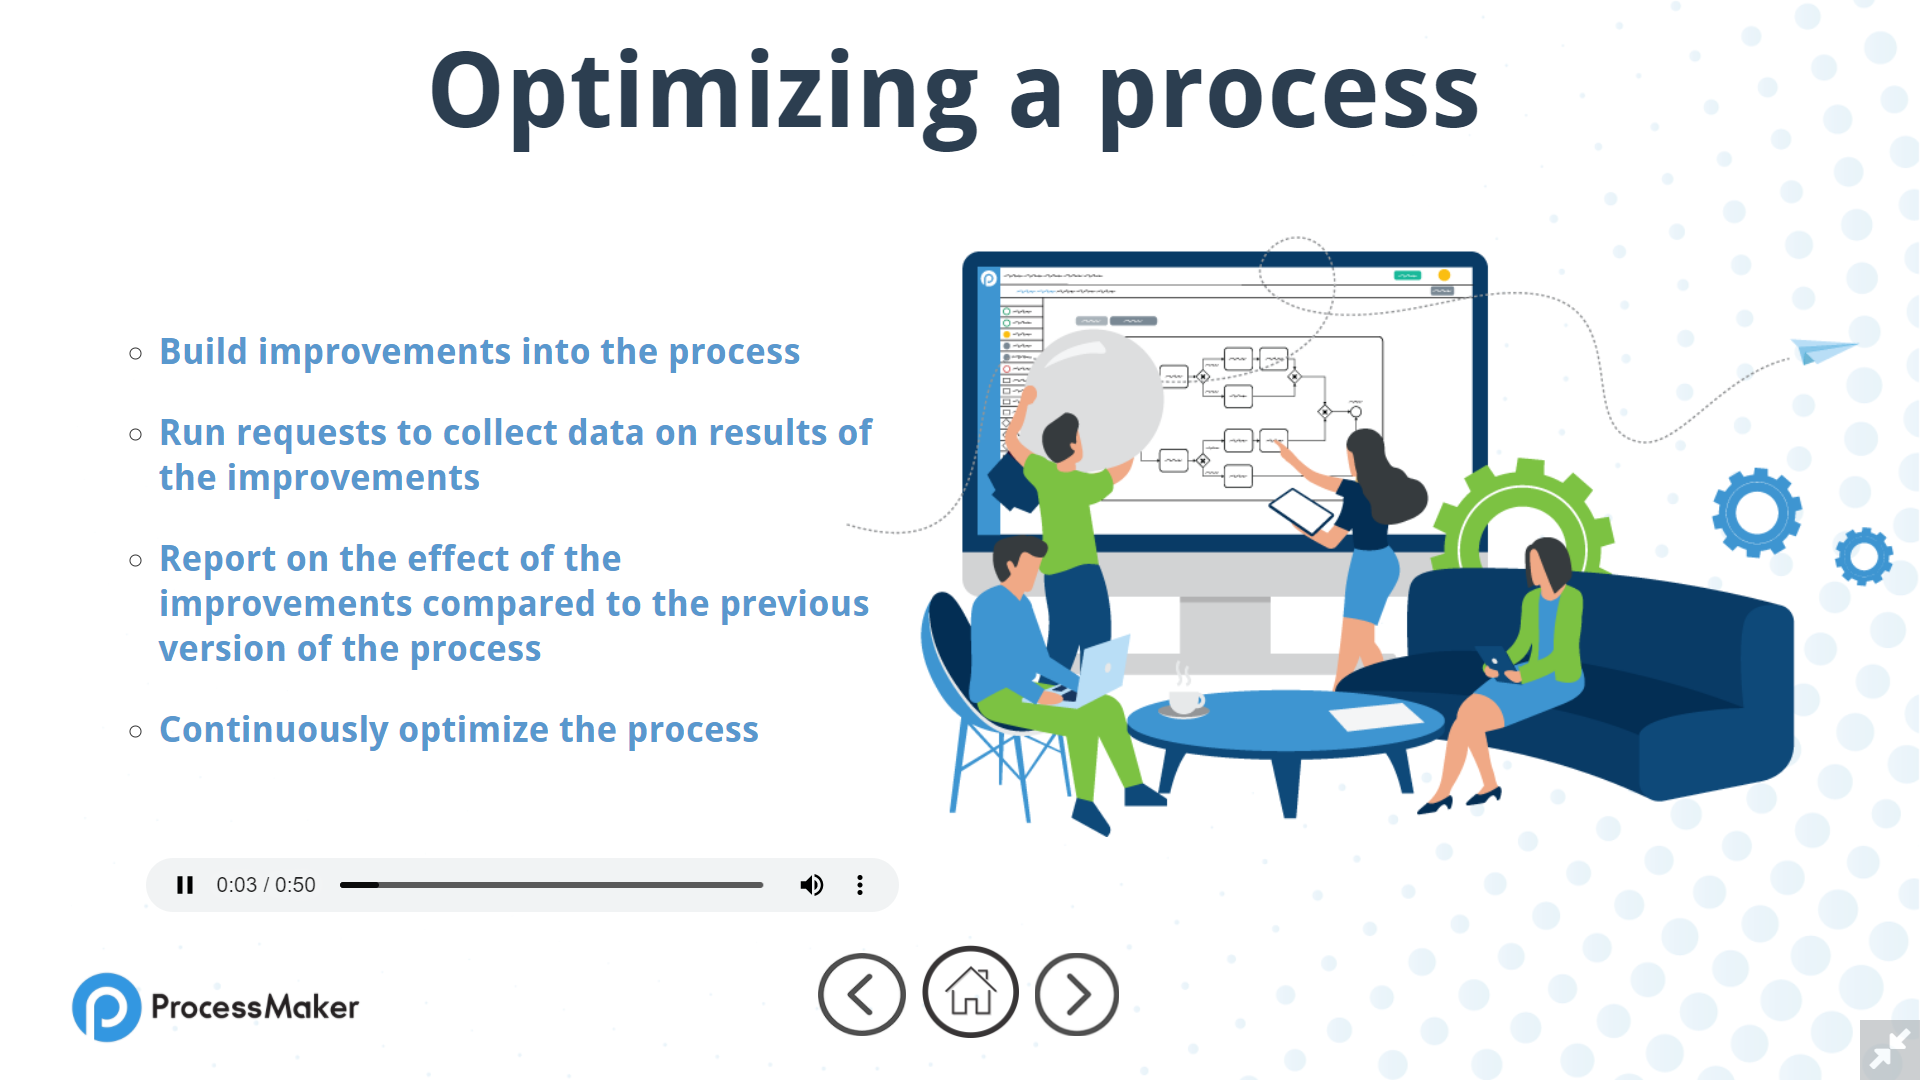 Optimizing a process
Build improvements into the process
Run requests to collect data on results of
the improvements
Report on the effect of the
improvements compared to the previous
version of the process
Continuously optimize the process
0:03 / 0:50
ProcessMaker